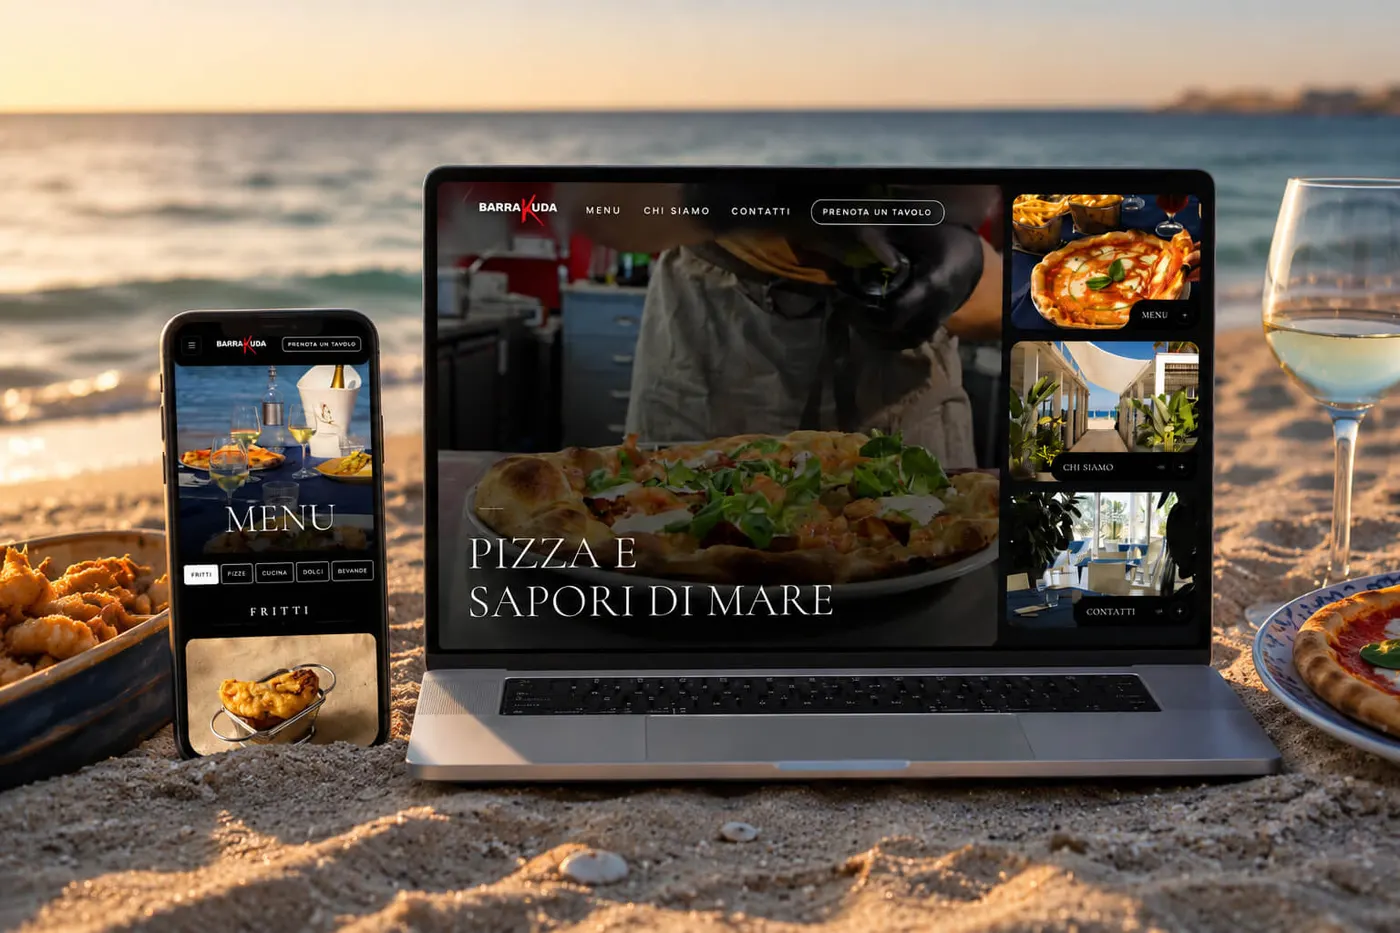 BARRAKUDA
PRENOTA UN TAVOLO
MENU
FRITTI
PIZZE
CUCINA
DOLCI
BEVANDE
FRITTI
BARRAKUDA
MENU
CHI SIAMO
CONTATTI
PRENOTA UN TAVOLO
PIZZA E
SAPORI DI MARE
MENU
CHI SIAMO
CONTATTI